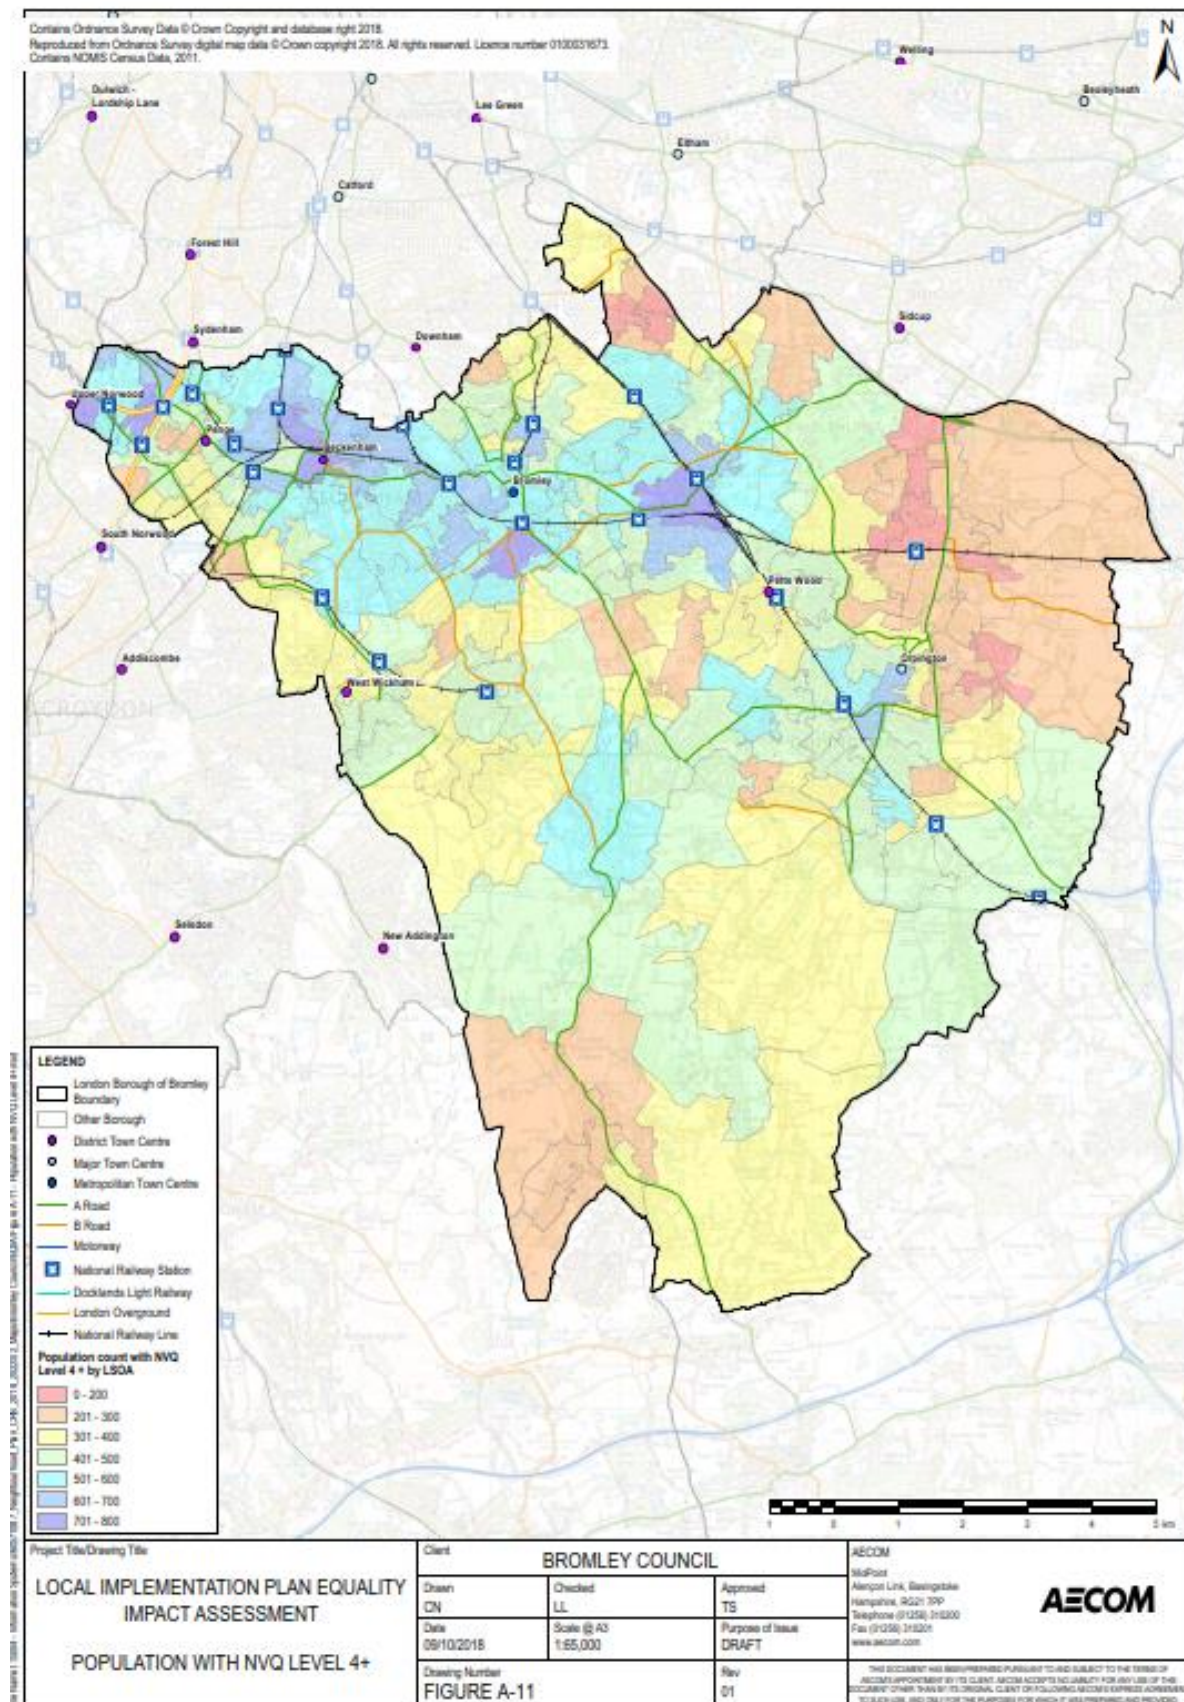 Contains Ordnance Survey Data © Crown Copyright and database right 2018.
Reproduced from Ordnance Survey digital map data © Crown copyright 2018. All rights reserved. Licence number 0100031673.
Contains NOMIS Census Data, 2011.
N
Welling
Bexleyheath
Dulwich -
Lordship Lane
Lee Green
Eltham
Catford
Forest Hill
Sidcup
Sydenham
Downham
Upper Norwood
Penge
Beckenham
Bromley
South Norwood
Petts Wood
Addiscombe
Orpington
West Wickham
CROYDON
Selsdon
New Addington
LEGEND
London Borough of Bromley
Boundary
Other Borough
District Town Centre
Major Town Centre
Metropolitan Town Centre
A Road
B Road
Motorway
National Railway Station
Docklands Light Railway
London Overground
National Railway Line
Population count with NVQ
Level 4 + by LSOA
0 - 200
201 - 300
301 - 400
401 - 500
501 - 600
601 - 700
701 - 800
1 0 1 2 3 4 5 km
Project Title/Drawing Title
LOCAL IMPLEMENTATION PLAN EQUALITY
IMPACT ASSESSMENT
POPULATION WITH NVQ LEVEL 4+
Client
BROMLEY COUNCIL
Drawn
CN
Checked
LL
Approved
TS
Date
09/10/2018
Scale @ A3
1:65,000
Purpose of Issue
DRAFT
Drawing Number
FIGURE A-11
Rev
01
AECOM
MidPoint
Alençon Link, Basingstoke
Hampshire, RG21 7PP
Telephone (01256) 310200
Fax (01256) 310201
www.aecom.com
AECOM